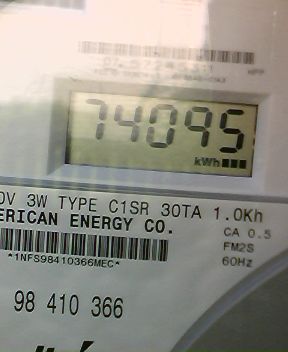 74095
kWh
0V 3W TYPE C1SR 30TA 1.0Kh
ERICAN ENERGY CO.
CA 0.5
FM2S
*1NFS98410366MEC*
60Hz
98 410 366